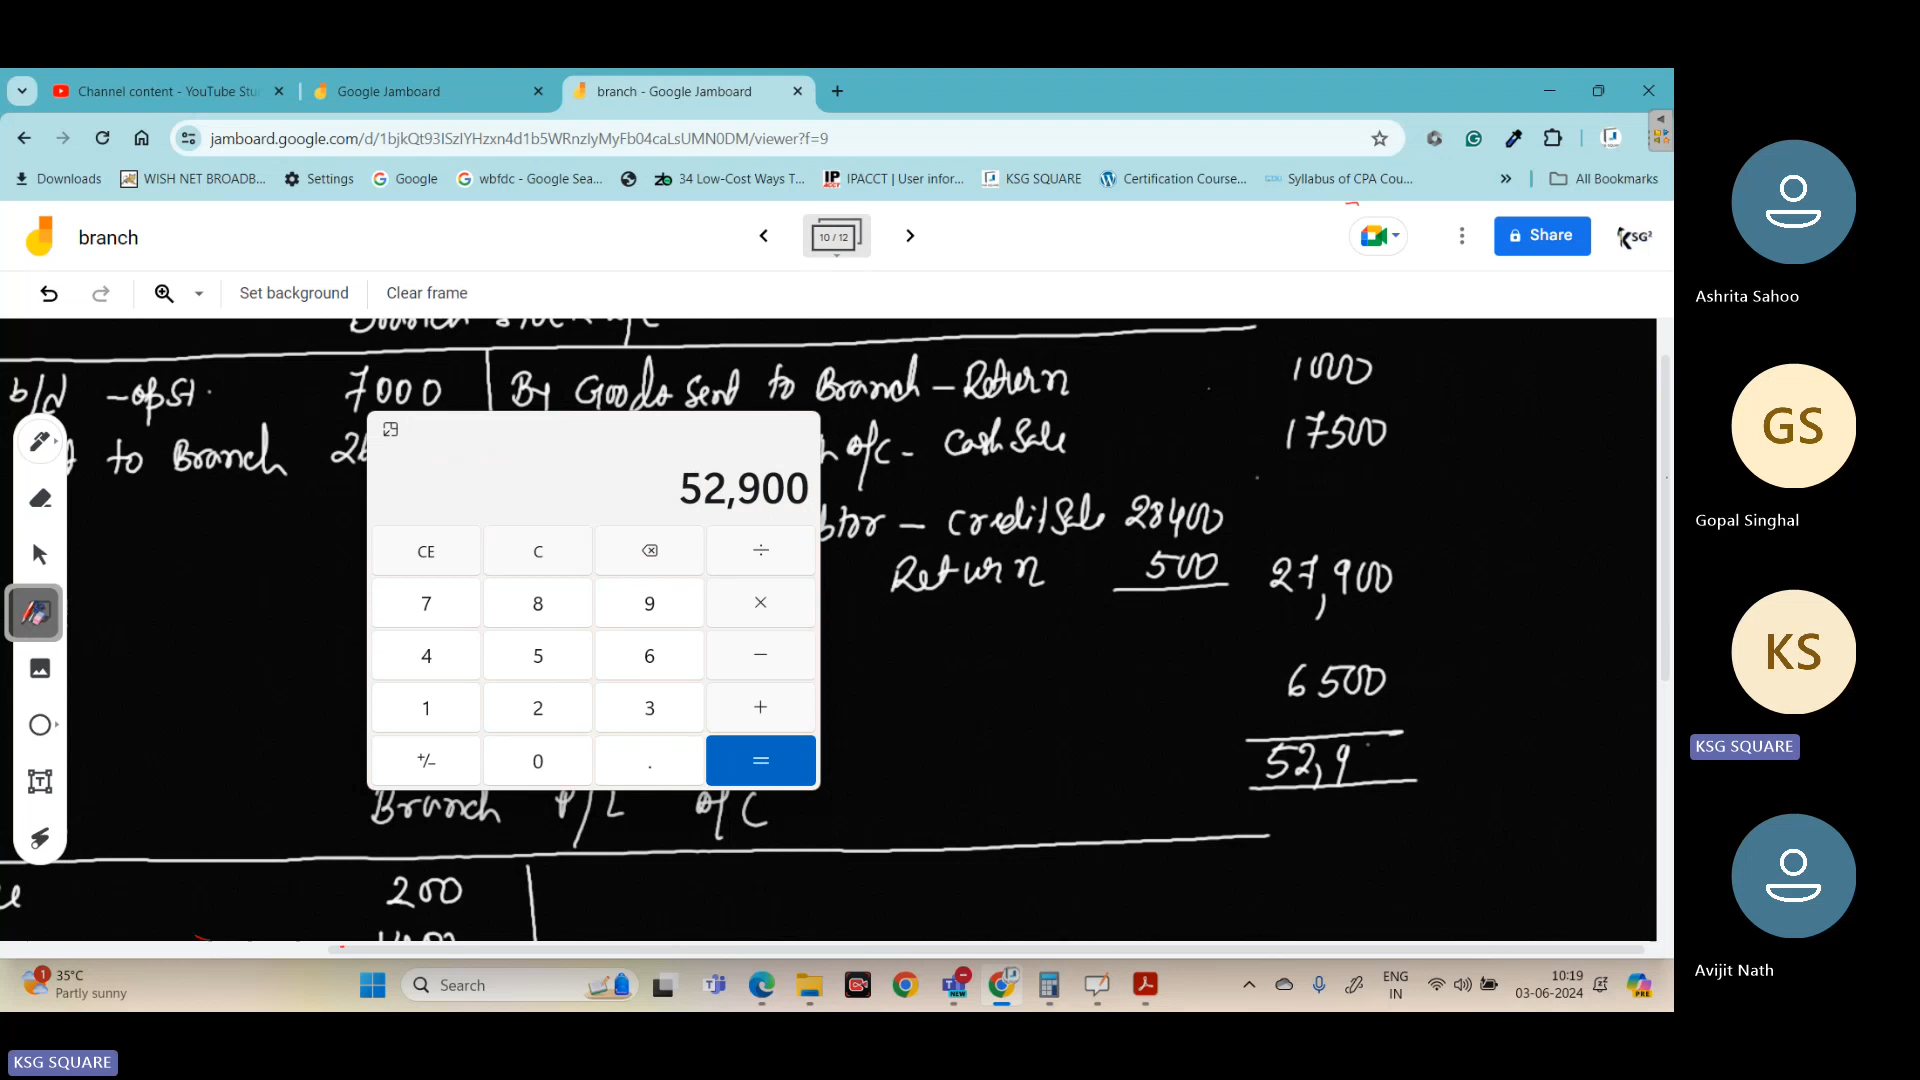 Channel content - YouTube Stu
Google Jamboard
branch - Google Jamboard
jamboard.google.com/d/1bjkQt93ISzIYHzxn4d1b5WRnzIyMyFb04caLsUMN0DM/viewer?f=9
Downloads
WISH NET BROADB...
Settings
Google
wbfdc - Google Sea...
34 Low-Cost Ways T...
IPACCT | User infor...
KSG SQUARE
Certification Course...
Syllabus of CPA Cou...
All Bookmarks
branch
10 / 12
Share
KSG²
Set background
Clear frame
b/d - op St. 7000 By Goods Sent to Branch - Return 1000
to Branch a/c - Cash Sale 17500
- Credit Sale 28400
Return 500 27,900
6500
52,9
52,900
CE C ÷
7 8 9 ×
4 5 6 −
1 2 3 +
+/− 0 . =
Branch P/L a/c
200
35°C
Partly sunny
Search
ENG
IN
10:19
03-06-2024
Ashrita Sahoo
GS
Gopal Singhal
KS
KSG SQUARE
Avijit Nath
KSG SQUARE